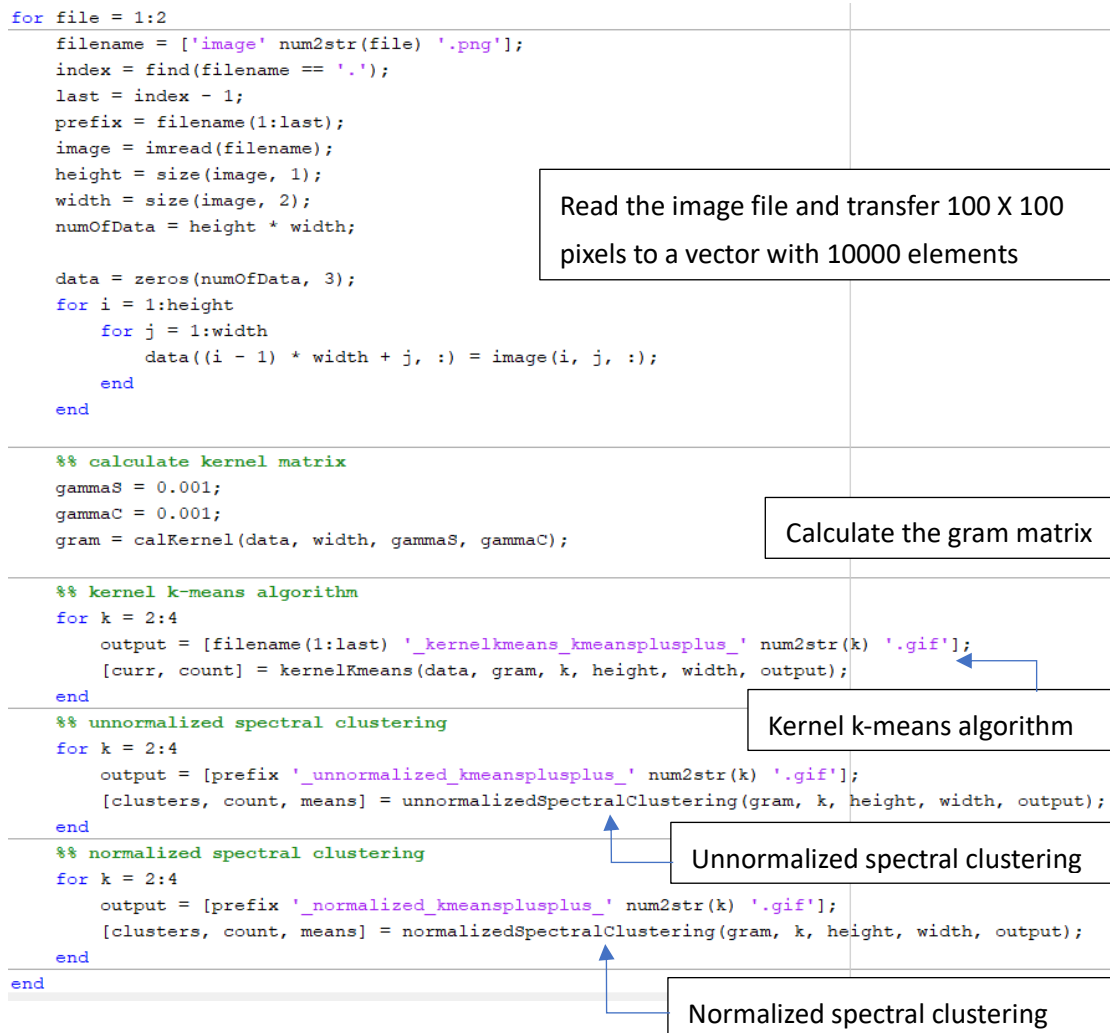 for file = 1:2
filename = ['image' num2str(file) '.png'];
index = find(filename == '.');
last = index - 1;
prefix = filename(1:last);
image = imread(filename);
height = size(image, 1);
width = size(image, 2);
numOfData = height * width;
Read the image file and transfer 100 X 100
pixels to a vector with 10000 elements
data = zeros(numOfData, 3);
for i = 1:height
for j = 1:width
data((i - 1) * width + j, :) = image(i, j, :);
end
end
%% calculate kernel matrix
gammaS = 0.001;
gammaC = 0.001;
gram = calKernel(data, width, gammaS, gammaC);
Calculate the gram matrix
%% kernel k-means algorithm
for k = 2:4
output = [filename(1:last) '_kernelkmeans_kmeansplusplus_' num2str(k) '.gif'];
[curr, count] = kernelKmeans(data, gram, k, height, width, output);
end
Kernel k-means algorithm
%% unnormalized spectral clustering
for k = 2:4
output = [prefix '_unnormalized_kmeansplusplus_' num2str(k) '.gif'];
[clusters, count, means] = unnormalizedSpectralClustering(gram, k, height, width, output);
end
Unnormalized spectral clustering
%% normalized spectral clustering
for k = 2:4
output = [prefix '_normalized_kmeansplusplus_' num2str(k) '.gif'];
[clusters, count, means] = normalizedSpectralClustering(gram, k, height, width, output);
end
end
Normalized spectral clustering